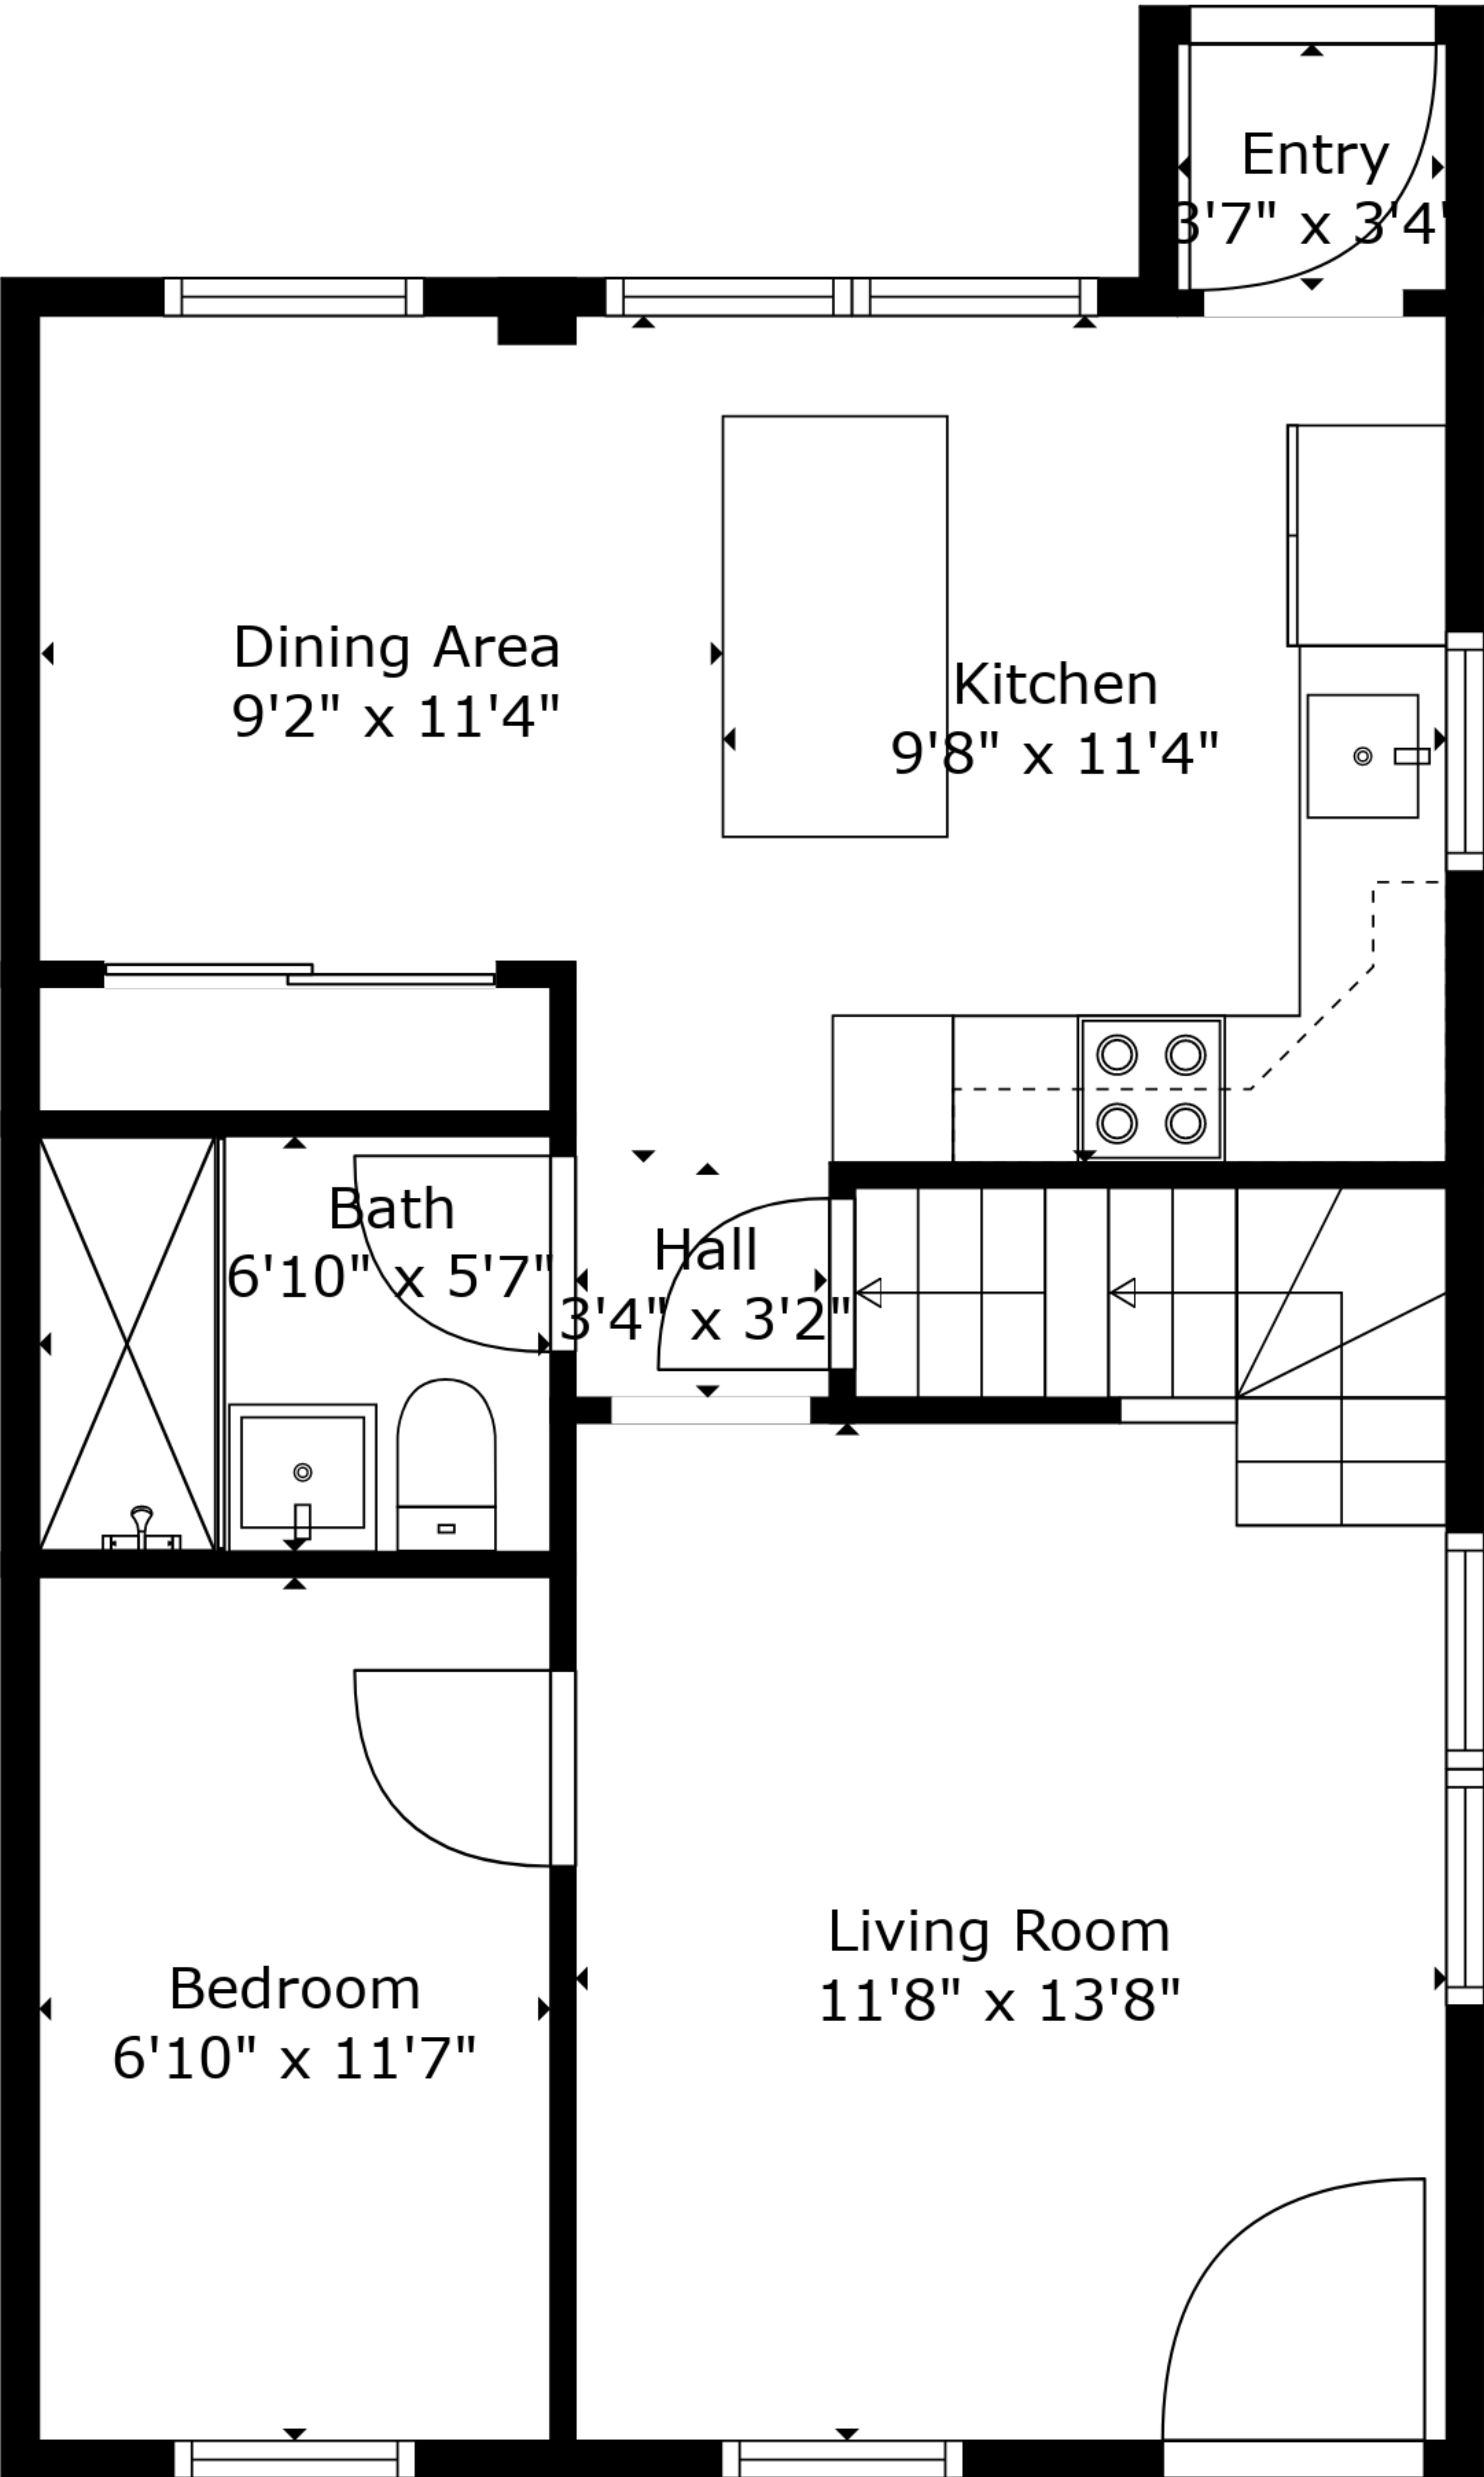 Entry
3'7" x 3'4"
Dining Area
9'2" x 11'4"
Kitchen
9'8" x 11'4"
Bath
6'10" x 5'7"
Hall
3'4" x 3'2"
Living Room
11'8" x 13'8"
Bedroom
6'10" x 11'7"